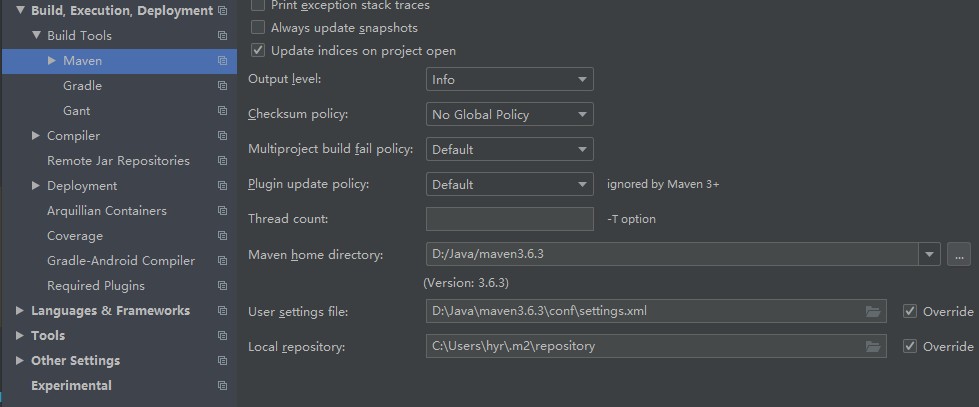 Build, Execution, Deployment
Build Tools
Maven
Gradle
Gant
Compiler
Remote Jar Repositories
Deployment
Arquillian Containers
Coverage
Gradle-Android Compiler
Required Plugins
Languages & Frameworks
Tools
Other Settings
Experimental
Print exception stack traces
Always update snapshots
Update indices on project open
Output level: Info
Checksum policy: No Global Policy
Multiproject build fail policy: Default
Plugin update policy: Default ignored by Maven 3+
Thread count: -T option
Maven home directory: D:/Java/maven3.6.3 ...
(Version: 3.6.3)
User settings file: D:\Java\maven3.6.3\conf\settings.xml Override
Local repository: C:\Users\hyr\.m2\repository Override